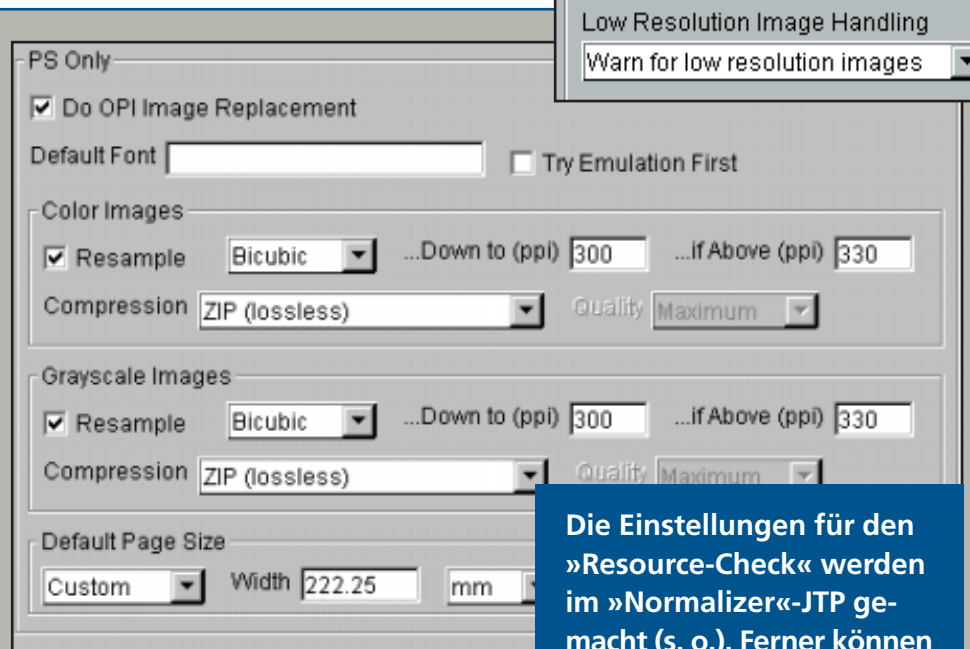 Low Resolution Image Handling
Warn for low resolution images
PS Only
Do OPI Image Replacement
Default Font
Try Emulation First
Color Images
Resample Bicubic ...Down to (ppi) 300 ...if Above (ppi) 330
Compression ZIP (lossless) Quality Maximum
Grayscale Images
Resample Bicubic ...Down to (ppi) 300 ...if Above (ppi) 330
Compression ZIP (lossless) Quality Maximum
Default Page Size
Custom Width 222.25 mm
Die Einstellungen für den
»Resource-Check« werden
im »Normalizer«-JTP ge-
macht (s. o.). Ferner können